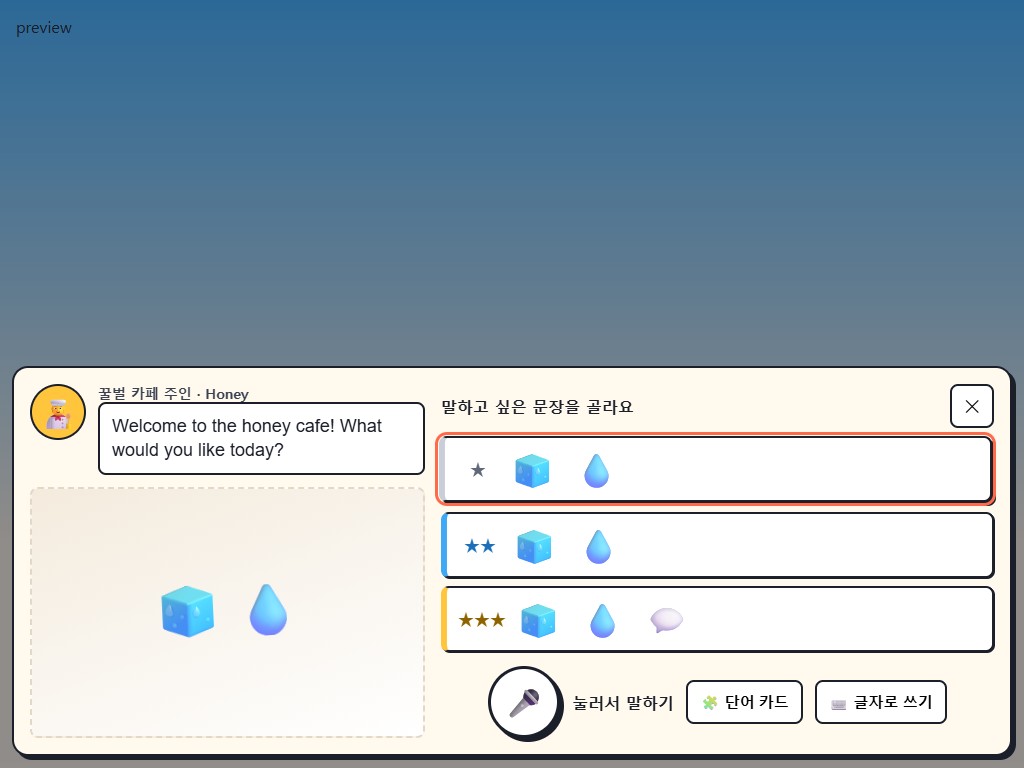 preview
꿀벌 카페 주인 · Honey
Welcome to the honey cafe! What
would you like today?
말하고 싶은 문장을 골라요
★
★★
★★★
눌러서 말하기
단어 카드
글자로 쓰기